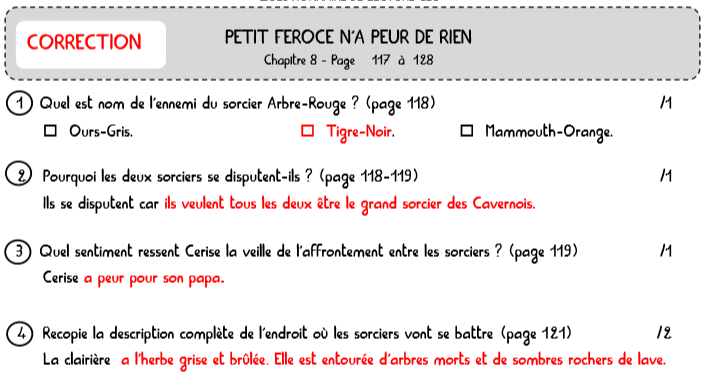 CORRECTION
PETIT FEROCE N'A PEUR DE RIEN
Chapitre 8 - Page 117 à 128
1 Quel est nom de l'ennemi du sorcier Arbre-Rouge ? (page 118) /1
☐ Ours-Gris. ☐ Tigre-Noir. ☐ Mammouth-Orange.
2 Pourquoi les deux sorciers se disputent-ils ? (page 118-119) /1
Ils se disputent car ils veulent tous les deux être le grand sorcier des Cavernois.
3 Quel sentiment ressent Cerise la veille de l'affrontement entre les sorciers ? (page 119) /1
Cerise a peur pour son papa.
4 Recopie la description complète de l'endroit où les sorciers vont se battre (page 121) /2
La clairière a l'herbe grise et brûlée. Elle est entourée d'arbres morts et de sombres rochers de lave.